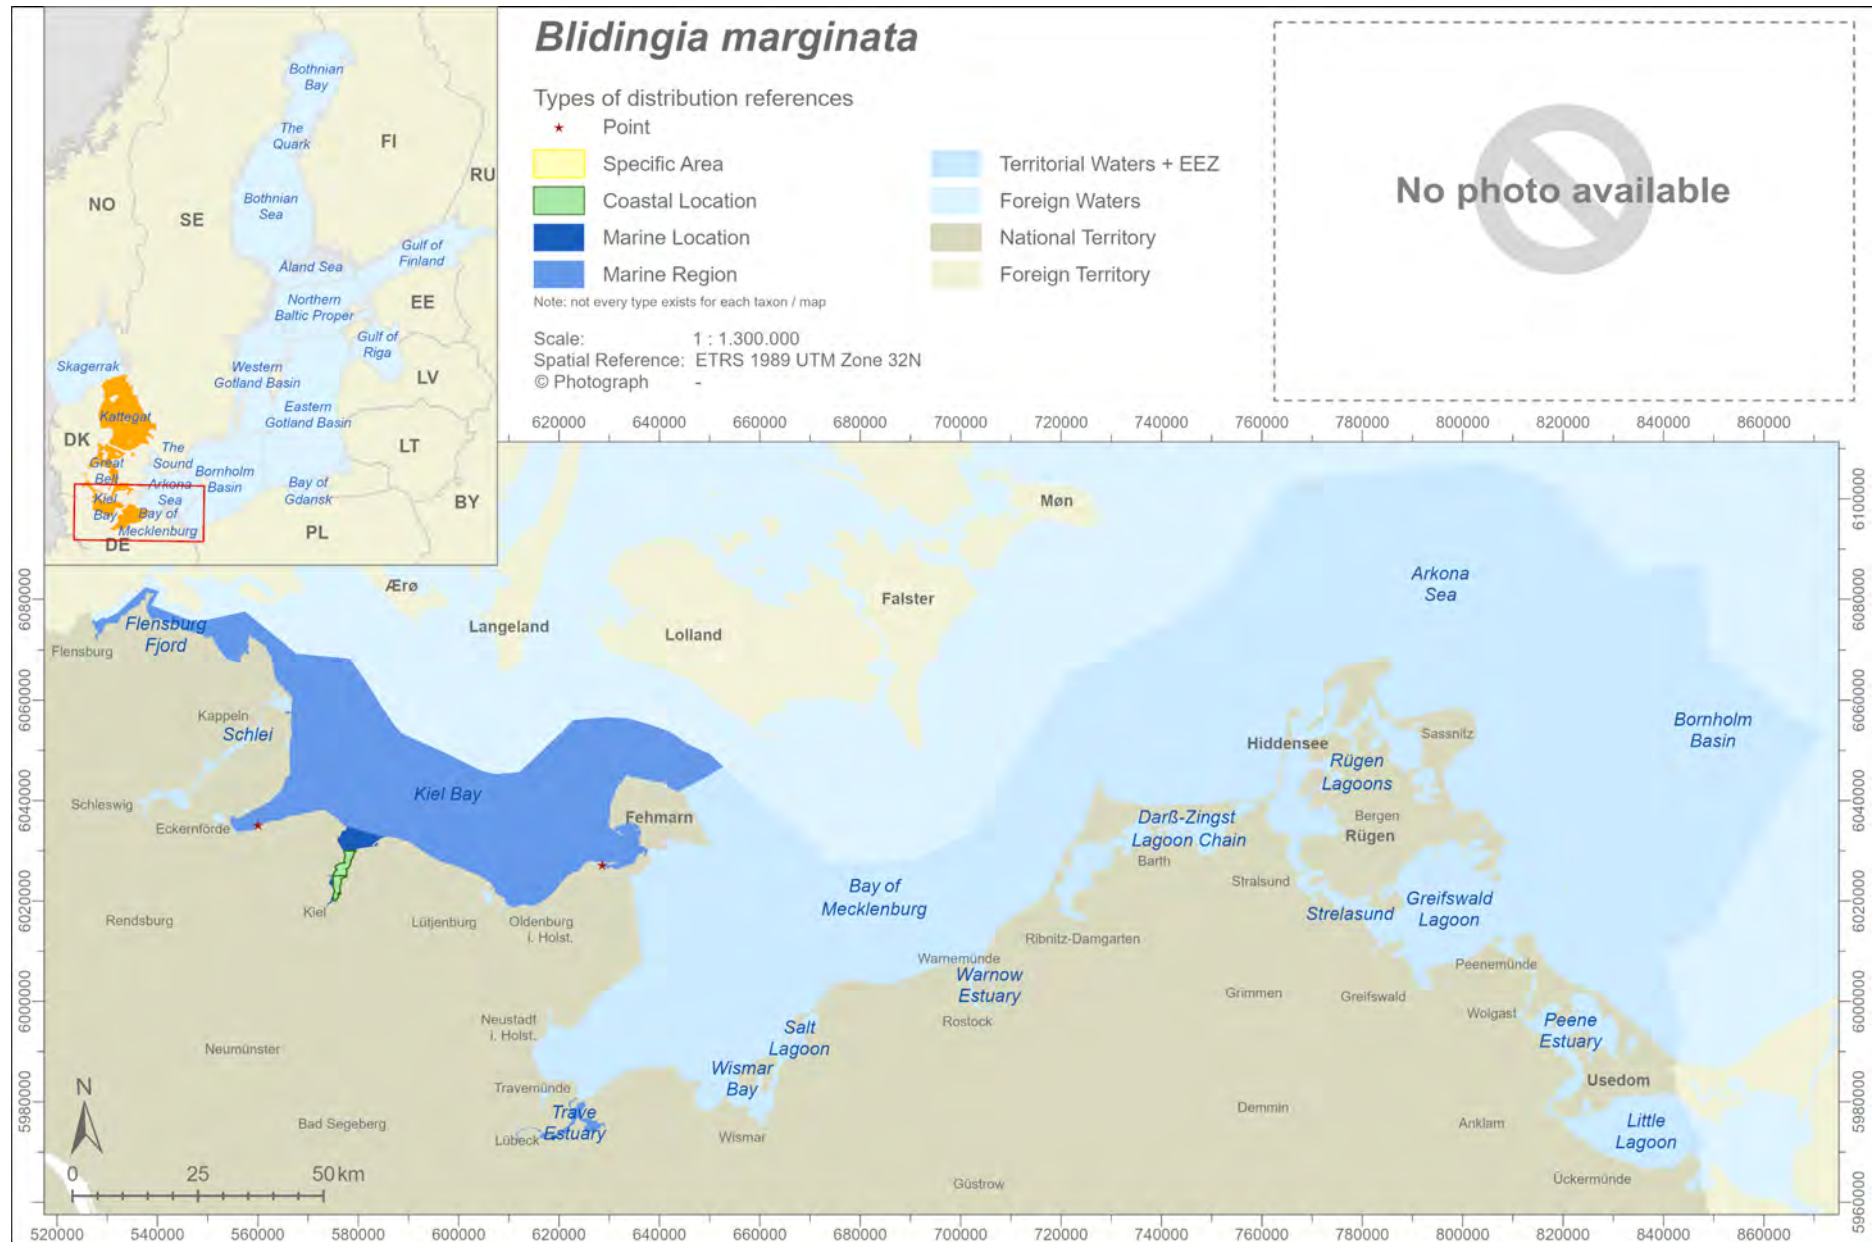 Blidingia marginata
Types of distribution references
Point
Specific Area
Coastal Location
Marine Location
Marine Region
Territorial Waters + EEZ
Foreign Waters
National Territory
Foreign Territory
Note: not every type exists for each taxon / map
Scale: 1 : 1.300.000
Spatial Reference: ETRS 1989 UTM Zone 32N
© Photograph -
No photo available
Bothnian
Bay
The
Quark
FI
RU
NO
SE
Bothnian
Sea
Gulf of
Finland
Åland Sea
Northern
Baltic Proper
EE
Gulf of
Riga
Skagerrak
Western
Gotland Basin
LV
Kattegat
Eastern
Gotland Basin
DK
The
Sound
LT
Great
Belt
Bornholm
Basin
Arkona
Sea
Bay of
Gdansk
Kiel
Bay
Bay of
Mecklenburg
BY
PL
DE
620000 640000 660000 680000 700000 720000 740000 760000 780000 800000 820000 840000 860000
6100000
6080000
6060000
6040000
6020000
6000000
5980000
5960000
6080000
6060000
6040000
6020000
6000000
5980000
5960000
Møn
Ærø
Langeland
Lolland
Falster
Arkona
Sea
Flensburg
Fjord
Flensburg
Kappeln
Schlei
Schleswig
Eckernförde
Kiel Bay
Fehmarn
Hiddensee
Sassnitz
Rügen
Lagoons
Bergen
Rügen
Bornholm
Basin
Darß-Zingst
Lagoon Chain
Barth
Stralsund
Strelasund
Greifswald
Lagoon
Rendsburg
Kiel
Lütjenburg
Oldenburg
i. Holst.
Bay of
Mecklenburg
Ribnitz-Damgarten
Warnemünde
Warnow
Estuary
Rostock
Grimmen
Greifswald
Peenemünde
Wolgast
Peene
Estuary
Usedom
Neumünster
Neustadt
i. Holst.
Salt
Lagoon
Wismar
Bay
Travemünde
Trave
Estuary
Lübeck
Wismar
Bad Segeberg
Demmin
Anklam
Little
Lagoon
Ückermünde
Güstrow
N
0 25 50 km
520000 540000 560000 580000 600000 620000 640000 660000 680000 700000 720000 740000 760000 780000 800000 820000 840000 860000